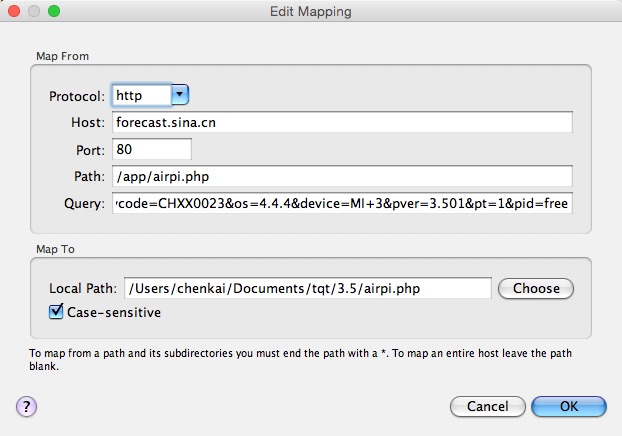 Edit Mapping
Map From
Protocol: http
Host: forecast.sina.cn
Port: 80
Path: /app/airpi.php
Query: code=CHXX0023&os=4.4.4&device=MI+3&pver=3.501&pt=1&pid=free
Map To
Local Path: /Users/chenkai/Documents/tqt/3.5/airpi.php Choose
Case-sensitive
To map from a path and its subdirectories you must end the path with a *. To map an entire host leave the path
blank.
? Cancel OK